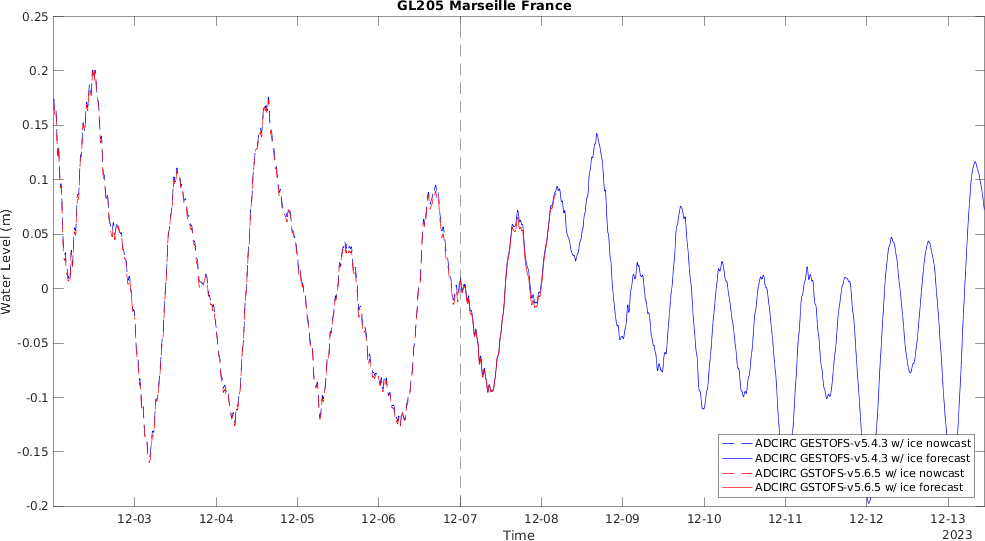 GL205 Marseille France
0.25
0.2
0.15
0.1
0.05
0
-0.05
-0.1
-0.15
-0.2
Water Level (m)
12-03 12-04 12-05 12-06 12-07 12-08 12-09 12-10 12-11 12-12 12-13
Time
2023
ADCIRC GESTOFS-v5.4.3 w/ ice nowcast
ADCIRC GESTOFS-v5.4.3 w/ ice forecast
ADCIRC GSTOFS-v5.6.5 w/ ice nowcast
ADCIRC GSTOFS-v5.6.5 w/ ice forecast